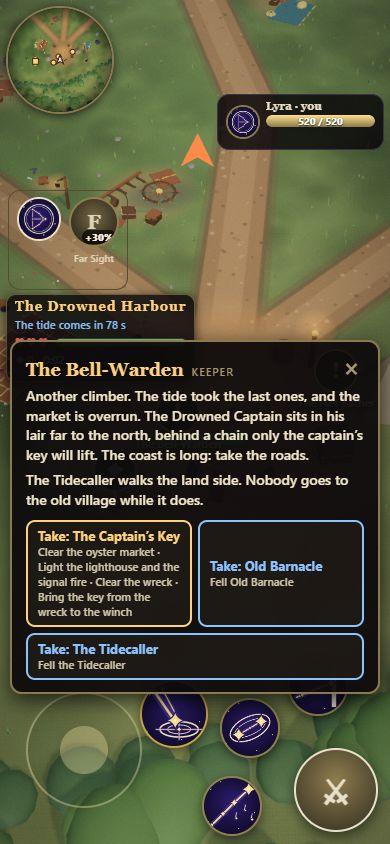 Lyra · you
520 / 520
F
+30%
Far Sight
The Drowned Harbour
The tide comes in 78 s
The Bell-Warden KEEPER
×
Another climber. The tide took the last ones, and the
market is overrun. The Drowned Captain sits in his
lair far to the north, behind a chain only the captain's
key will lift. The coast is long: take the roads.
The Tidecaller walks the land side. Nobody goes to
the old village while it does.
Take: The Captain's Key
Clear the oyster market ·
Light the lighthouse and the
signal fire · Clear the wreck ·
Bring the key from the
wreck to the winch
Take: Old Barnacle
Fell Old Barnacle
Take: The Tidecaller
Fell the Tidecaller